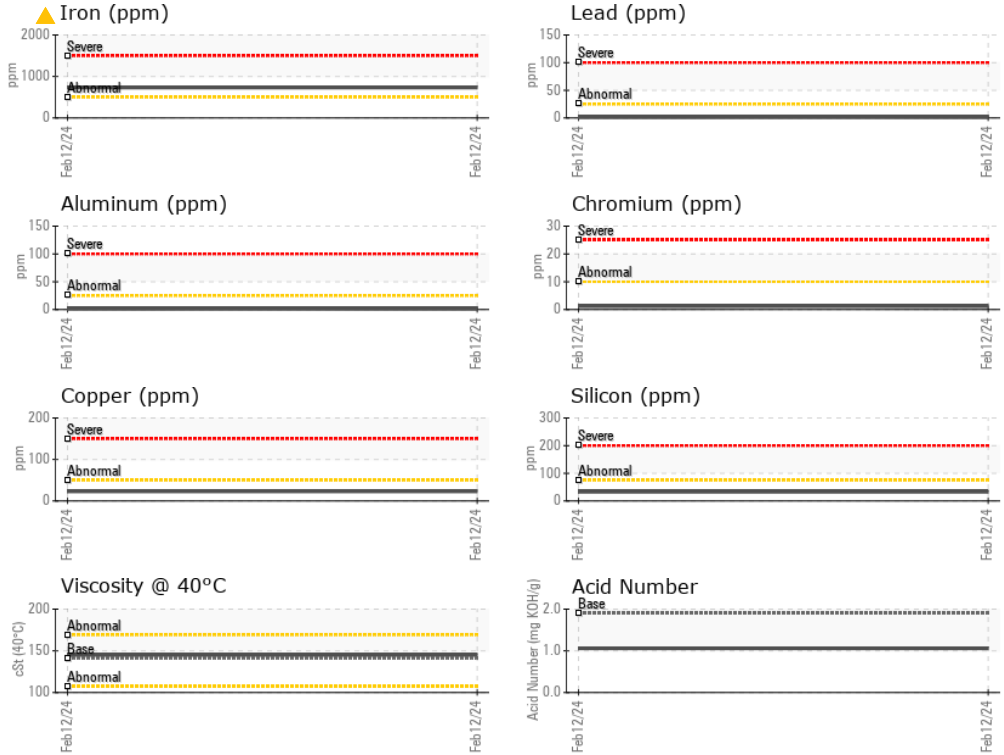 Iron (ppm)
2000
1000
0
ppm
Severe
Abnormal
Feb12/24
Feb12/24
Lead (ppm)
150
100
50
0
ppm
Severe
Abnormal
Feb12/24
Feb12/24
Aluminum (ppm)
150
100
50
0
ppm
Severe
Abnormal
Feb12/24
Feb12/24
Chromium (ppm)
30
20
10
0
ppm
Severe
Abnormal
Feb12/24
Feb12/24
Copper (ppm)
200
100
0
ppm
Severe
Abnormal
Feb12/24
Feb12/24
Silicon (ppm)
300
200
100
0
ppm
Severe
Abnormal
Feb12/24
Feb12/24
Viscosity @ 40°C
200
150
100
cSt (40°C)
Abnormal
Base
Abnormal
Feb12/24
Feb12/24
Acid Number
2.0
1.0
0.0
Acid Number (mg KOH/g)
Base
Feb12/24
Feb12/24